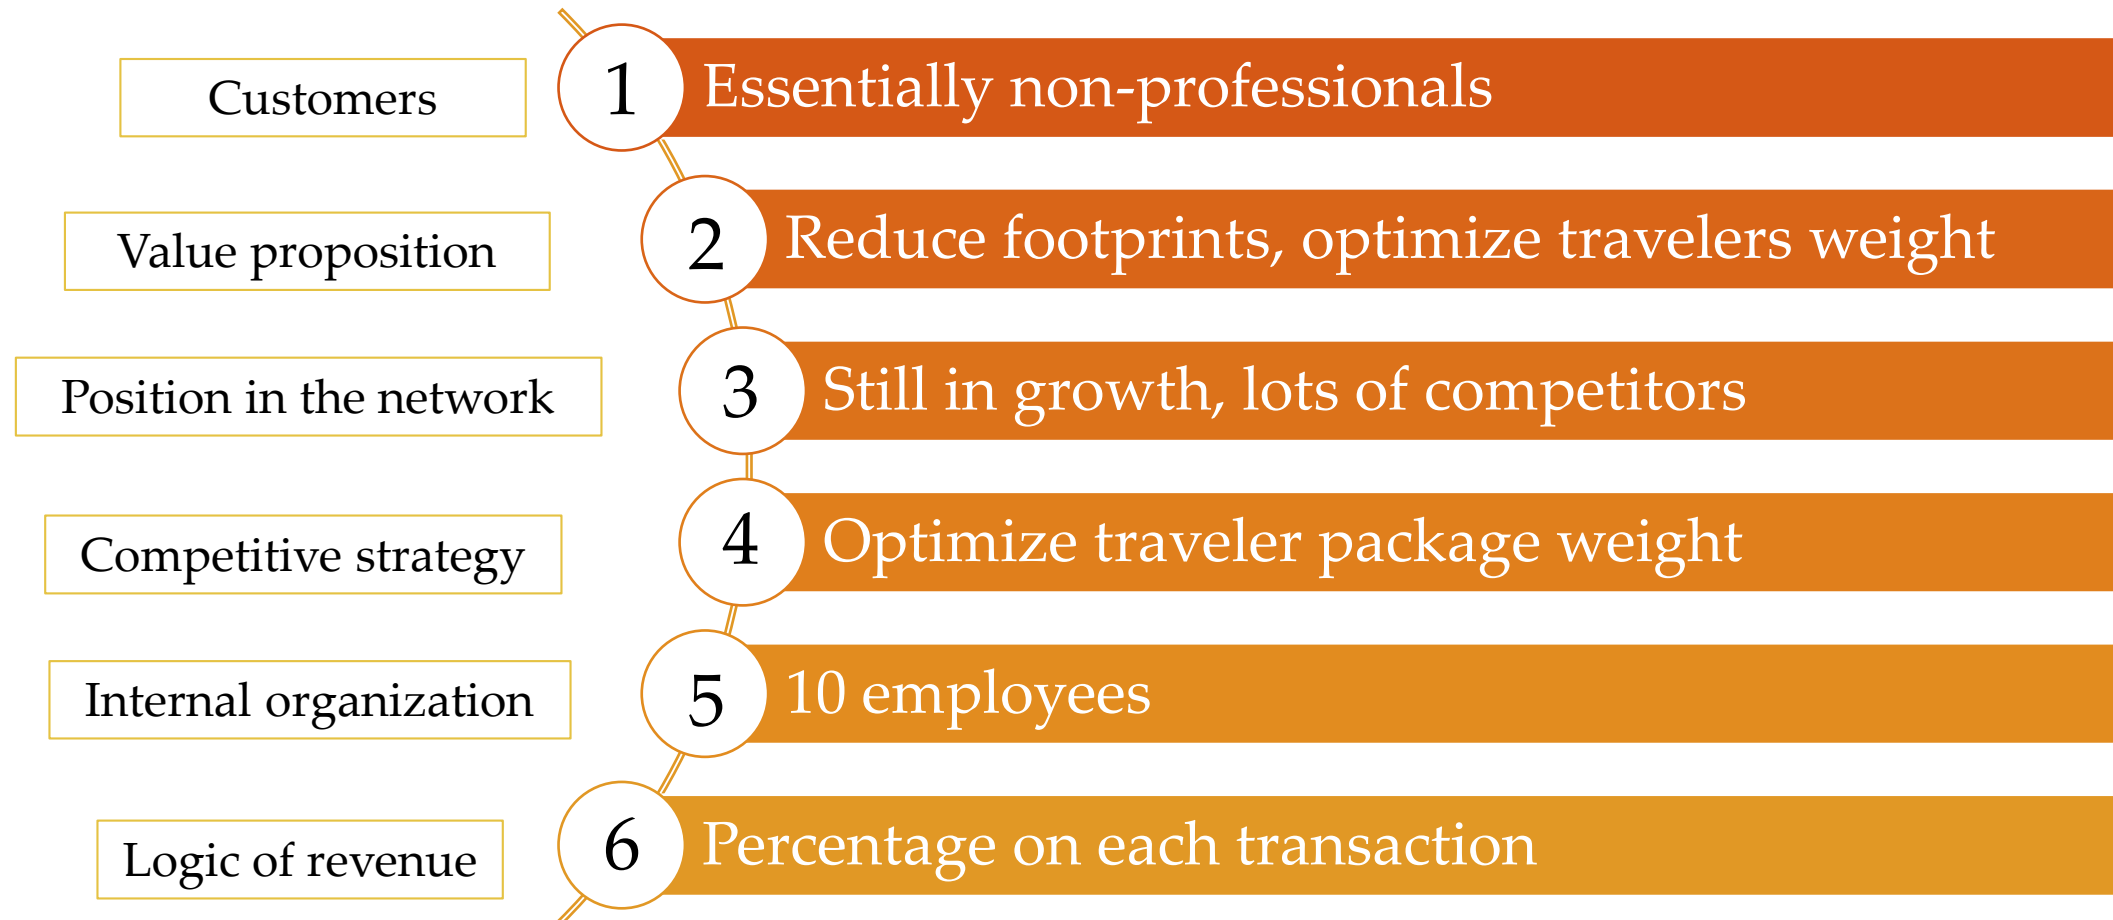 Customers
1
Essentially non-professionals
Value proposition
2
Reduce footprints, optimize travelers weight
Position in the network
3
Still in growth, lots of competitors
Competitive strategy
4
Optimize traveler package weight
Internal organization
5
10 employees
Logic of revenue
6
Percentage on each transaction